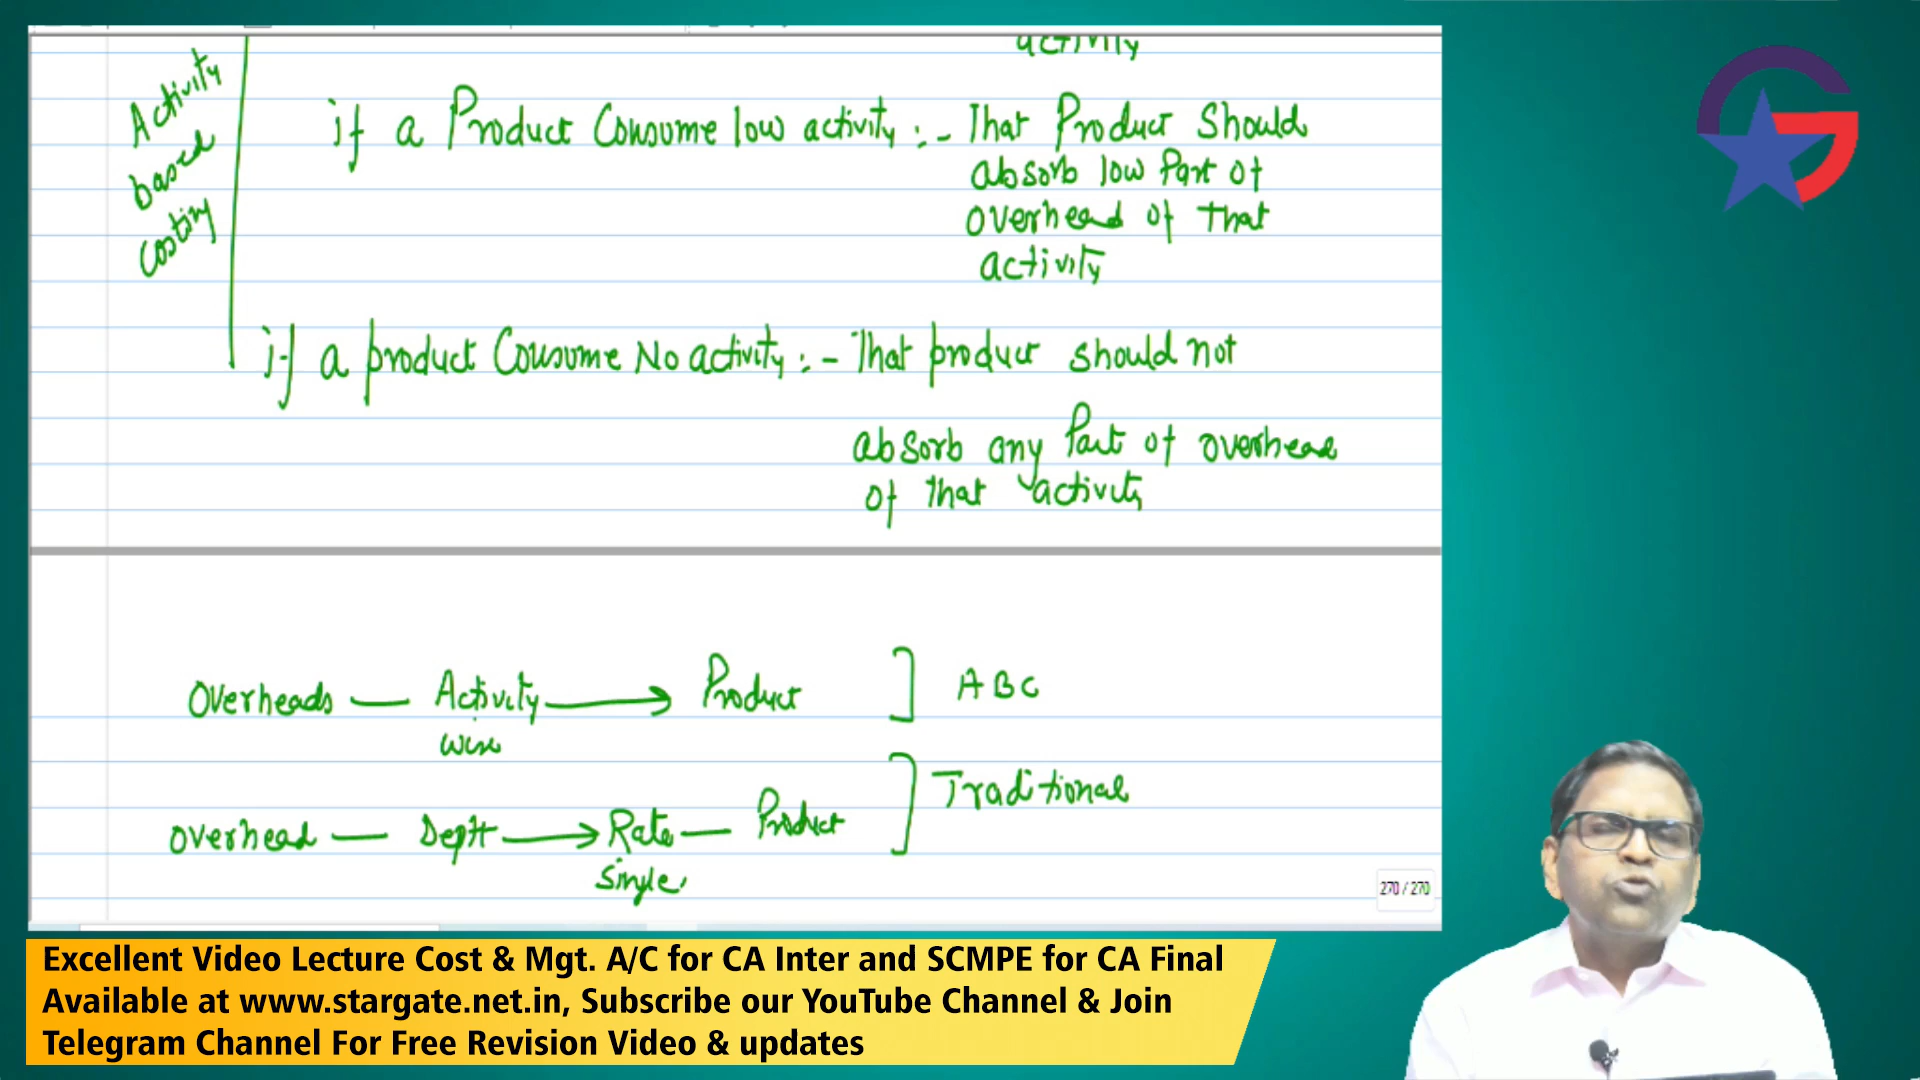 activity
Activity
based
costing
if a Product Consume low activity :- That Product Should
absorb low Part of
overhead of That
activity
if a product Consume No activity :- That product should not
absorb any Part of overhead
of That activity
Overheads — Activity → Product ] ABC
wise
overhead — Deptt → Rate — Product ] Traditional
Single
270 / 270
Excellent Video Lecture Cost & Mgt. A/C for CA Inter and SCMPE for CA Final
Available at www.stargate.net.in, Subscribe our YouTube Channel & Join
Telegram Channel For Free Revision Video & updates